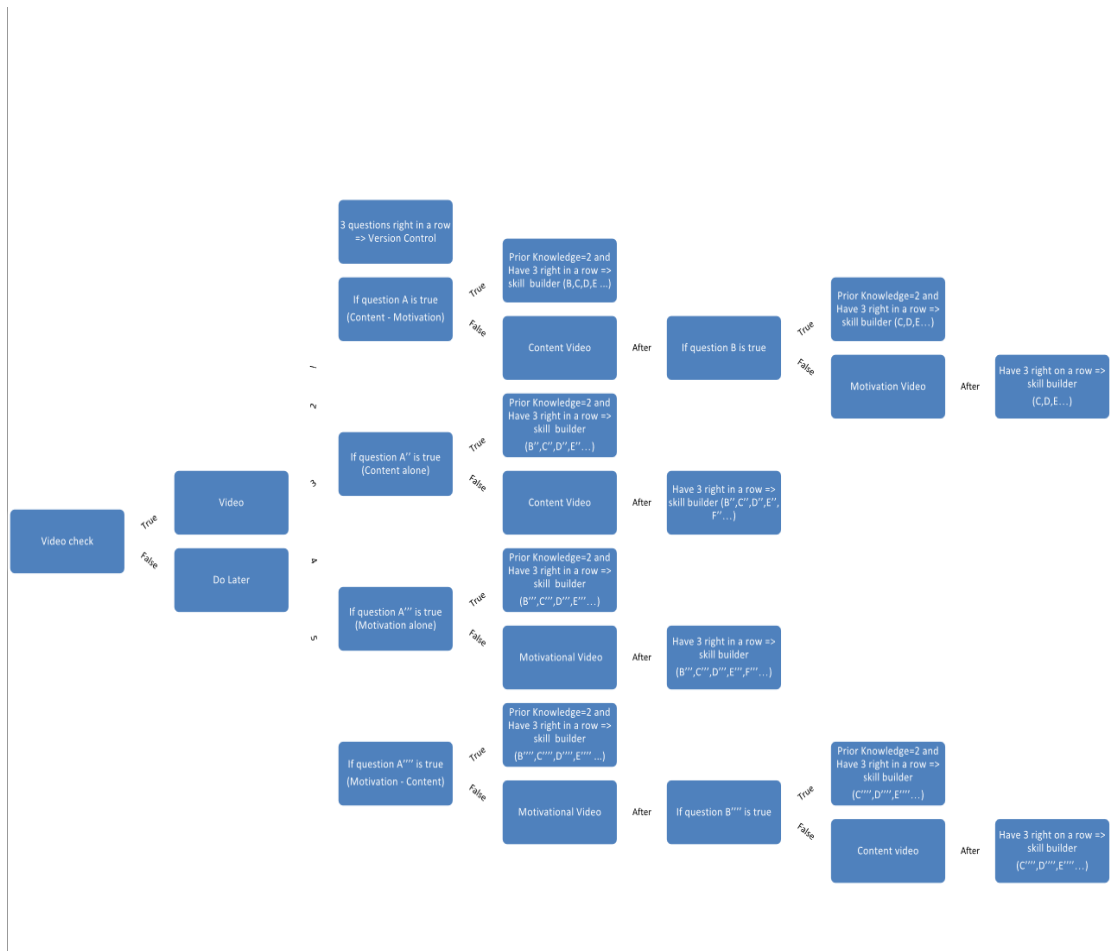 3 questions right in a row
=> Version Control
Prior Knowledge=2 and
Have 3 right in a row =>
skill builder (B,C,D,E ...)
True
If question A is true
(Content - Motivation)
False
Content Video
After
If question B is true
True
Prior Knowledge=2 and
Have 3 right in a row =>
skill builder (C,D,E…)
False
Motivation Video
After
Have 3 right on a row =>
skill builder
(C,D,E…)
1
2
3
4
5
Prior Knowledge=2 and
Have 3 right in a row =>
skill builder
(B'',C'',D'',E''…)
True
If question A'' is true
(Content alone)
False
Content Video
After
Have 3 right in a row =>
skill builder (B'',C'',D'',E'',
F''…)
Video check
True
Video
False
Do Later
Prior Knowledge=2 and
Have 3 right in a row =>
skill builder
(B''',C''',D''',E'''…)
True
If question A''' is true
(Motivation alone)
False
Motivational Video
After
Have 3 right in a row =>
skill builder
(B''',C''',D''',E''',F'''…)
Prior Knowledge=2 and
Have 3 right in a row =>
skill builder
(B'''',C'''',D'''',E'''' ...)
True
If question A'''' is true
(Motivation - Content)
False
Motivational Video
After
If question B'''' is true
True
Prior Knowledge=2 and
Have 3 right in a row =>
skill builder
(C'''',D'''',E''''…)
False
Content video
After
Have 3 right on a row =>
skill builder
(C'''',D'''',E''''…)